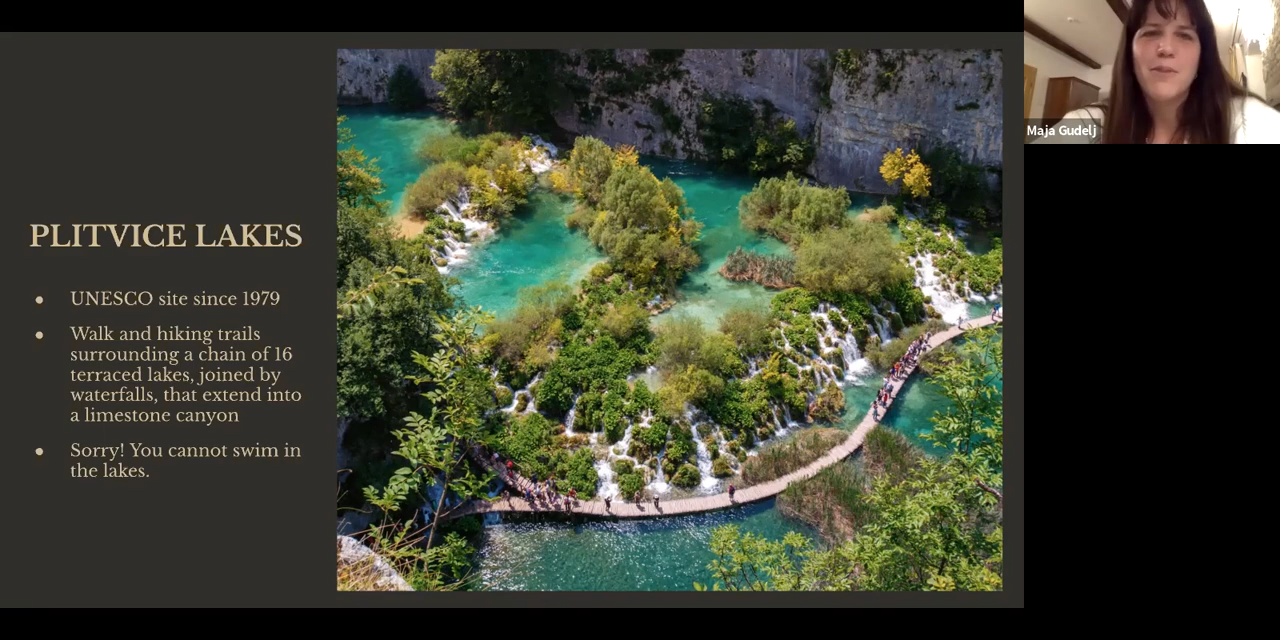 PLITVICE LAKES
● UNESCO site since 1979
● Walk and hiking trails
surrounding a chain of 16
terraced lakes, joined by
waterfalls, that extend into
a limestone canyon
● Sorry! You cannot swim in
the lakes.
Maja Gudelj